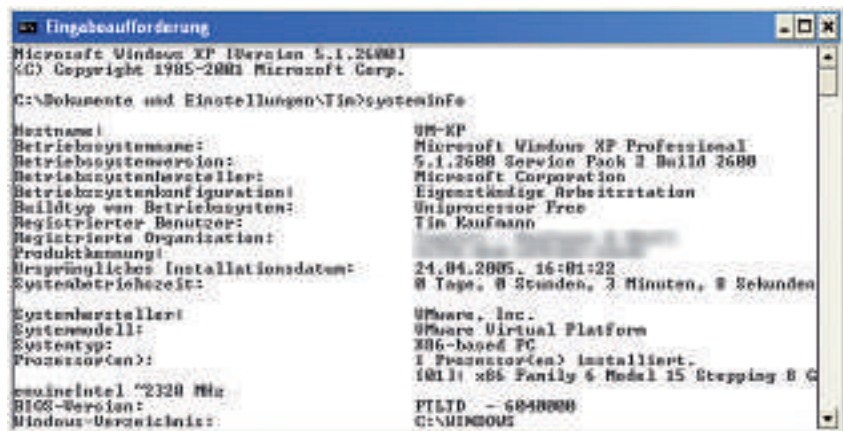 Eingabeaufforderung
Microsoft Windows XP [Version 5.1.2600]
(C) Copyright 1985-2001 Microsoft Corp.
C:\Dokumente und Einstellungen\Tim>systeminfo
Hostname: VM-XP
Betriebssystemname: Microsoft Windows XP Professional
Betriebssystemversion: 5.1.2600 Service Pack 2 Build 2600
Betriebssystemhersteller: Microsoft Corporation
Betriebssystemkonfiguration: Eigenständige Arbeitsstation
Buildtyp von Betriebssystem: Uniprocessor Free
Registrierter Benutzer: Tim Kaufmann
Registrierte Organisation:
Produktkennung:
Ursprüngliches Installationsdatum: 24.04.2005, 16:01:22
Systembetriebszeit: 0 Tage, 0 Stunden, 3 Minuten, 8 Sekunden
Systemhersteller: VMware, Inc.
Systemmodell: VMware Virtual Platform
Systemtyp: X86-based PC
Prozessor(en): 1 Prozessor(en) installiert.
[01]: x86 Family 6 Model 15 Stepping 8 G
enuineIntel ~2320 Mhz
BIOS-Version: PTLTD - 6040000
Windows-Verzeichnis: C:\WINDOWS